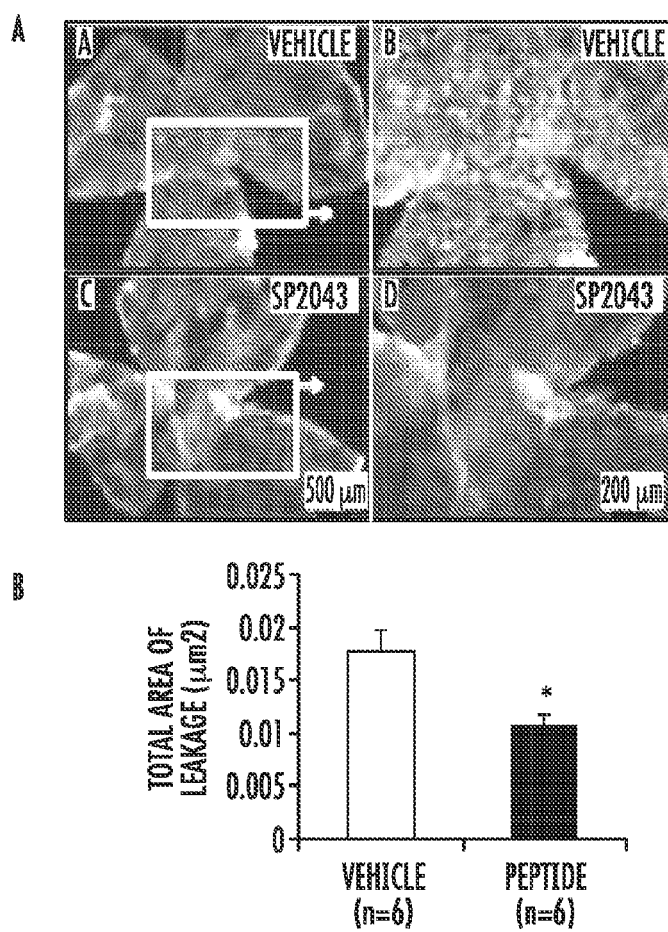 A
A VEHICLE
B VEHICLE
C SP2043
500 μm
D SP2043
200 μm
B
TOTAL AREA OF
LEAKAGE (μm2)
0.025
0.02
0.015
0.01
0.005
0
*
VEHICLE
(n=6)
PEPTIDE
(n=6)